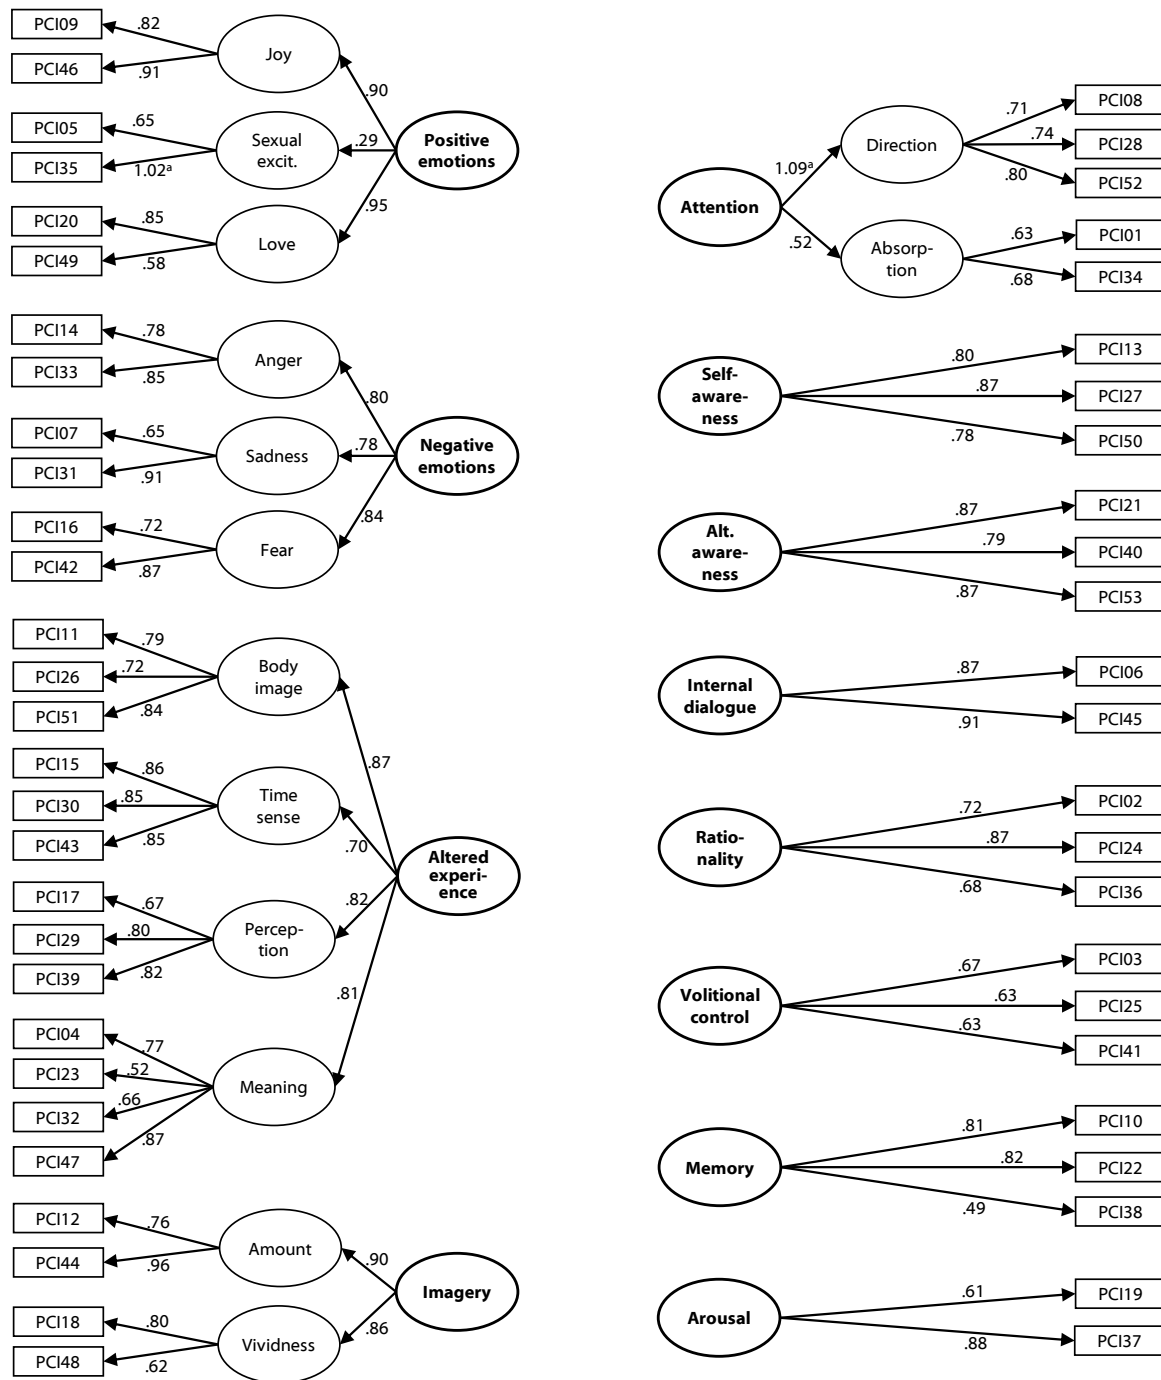 PCI09
.82
Joy
PCI46
.91
.90
PCI05
.65
Sexual
excit.
.29
Positive
emotions
PCI35
1.02a
PCI20
.85
Love
.95
PCI49
.58
PCI14
.78
Anger
PCI33
.85
.80
PCI07
.65
Sadness
.78
Negative
emotions
PCI31
.91
PCI16
.72
Fear
.84
PCI42
.87
PCI11
.79
Body
image
PCI26
.72
PCI51
.84
.87
PCI15
.86
Time
sense
PCI30
.85
PCI43
.85
.70
Altered
experi-
ence
PCI17
.67
Percep-
tion
.82
PCI29
.80
PCI39
.82
.81
PCI04
.77
PCI23
.52
Meaning
PCI32
.66
PCI47
.87
PCI12
.76
Amount
PCI44
.96
.90
Imagery
PCI18
.80
Vividness
.86
PCI48
.62
Attention
1.09a
Direction
.71
PCI08
.74
PCI28
.80
PCI52
.52
Absorp-
tion
.63
PCI01
.68
PCI34
Self-
aware-
ness
.80
PCI13
.87
PCI27
.78
PCI50
Alt.
aware-
ness
.87
PCI21
.79
PCI40
.87
PCI53
Internal
dialogue
.87
PCI06
.91
PCI45
Ratio-
nality
.72
PCI02
.87
PCI24
.68
PCI36
Volitional
control
.67
PCI03
.63
PCI25
.63
PCI41
Memory
.81
PCI10
.82
PCI22
.49
PCI38
Arousal
.61
PCI19
.88
PCI37